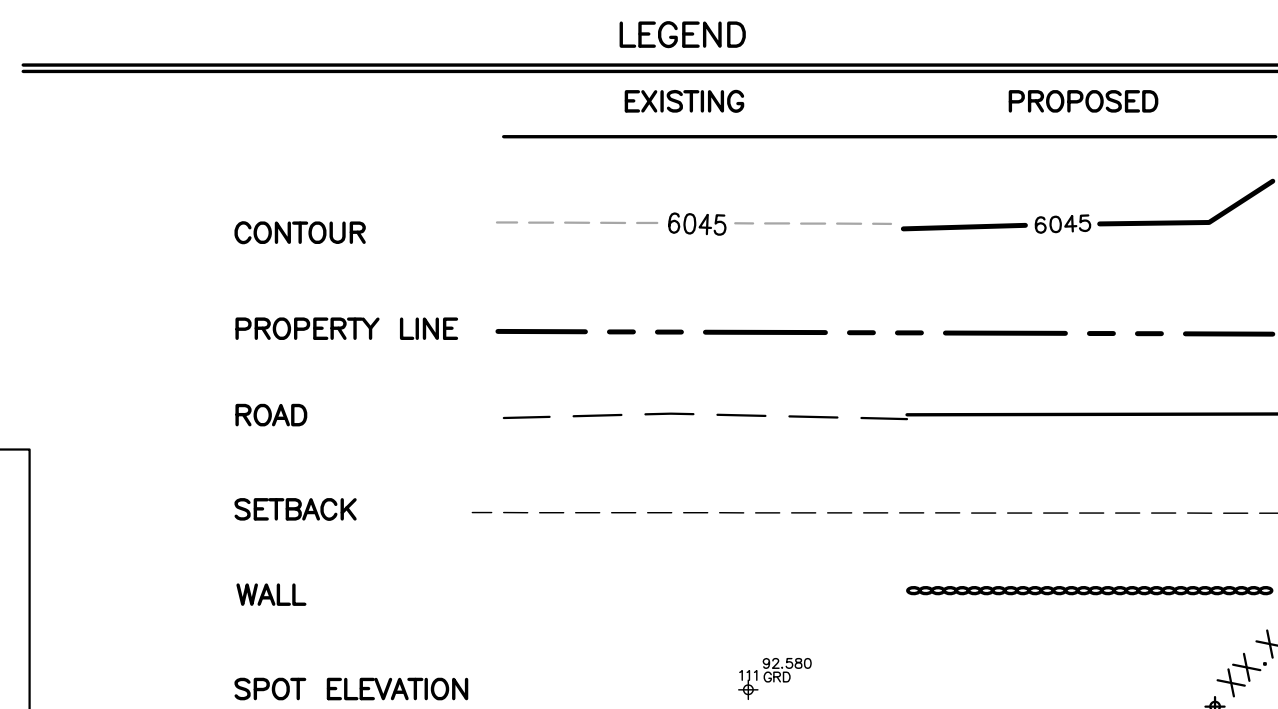 LEGEND
EXISTING PROPOSED
CONTOUR 6045 6045
PROPERTY LINE
ROAD
SETBACK
WALL
92.580
111 GRD
SPOT ELEVATION XX.X